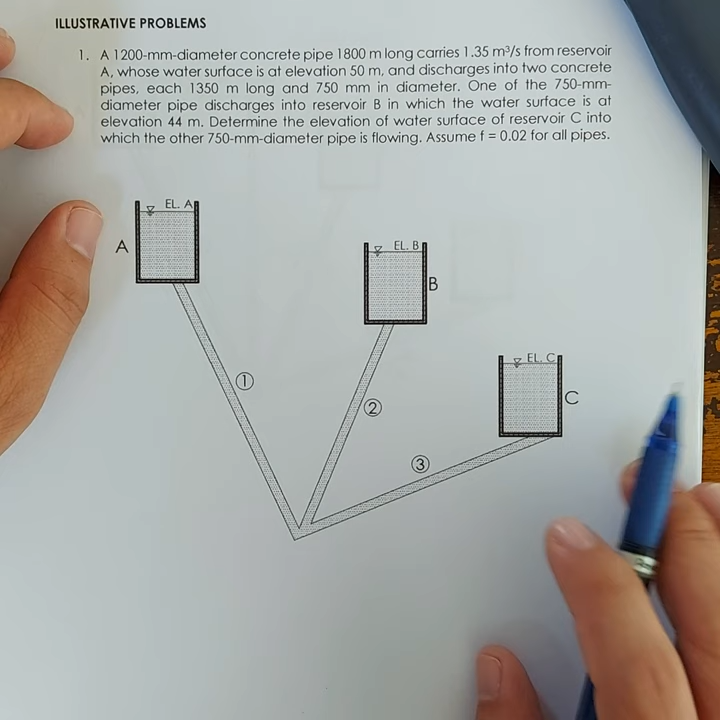 ILLUSTRATIVE PROBLEMS
1. A 1200-mm-diameter concrete pipe 1800 m long carries 1.35 m³/s from reservoir
A, whose water surface is at elevation 50 m, and discharges into two concrete
pipes, each 1350 m long and 750 mm in diameter. One of the 750-mm-
diameter pipe discharges into reservoir B in which the water surface is at
elevation 44 m. Determine the elevation of water surface of reservoir C into
which the other 750-mm-diameter pipe is flowing. Assume f = 0.02 for all pipes.
EL. A
A
EL. B
B
EL. C
C
①
②
③